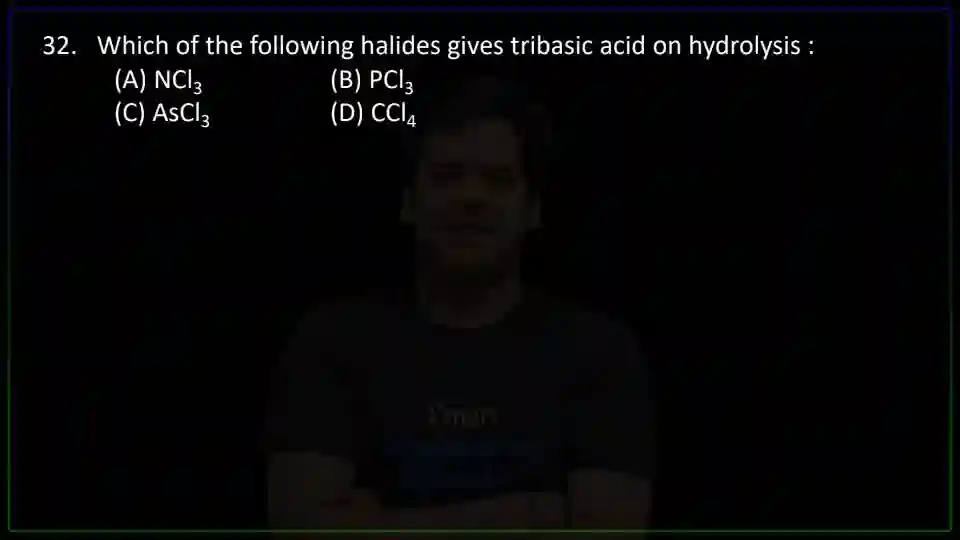 32. Which of the following halides gives tribasic acid on hydrolysis :
(A) NCl₃ (B) PCl₃
(C) AsCl₃ (D) CCl₄